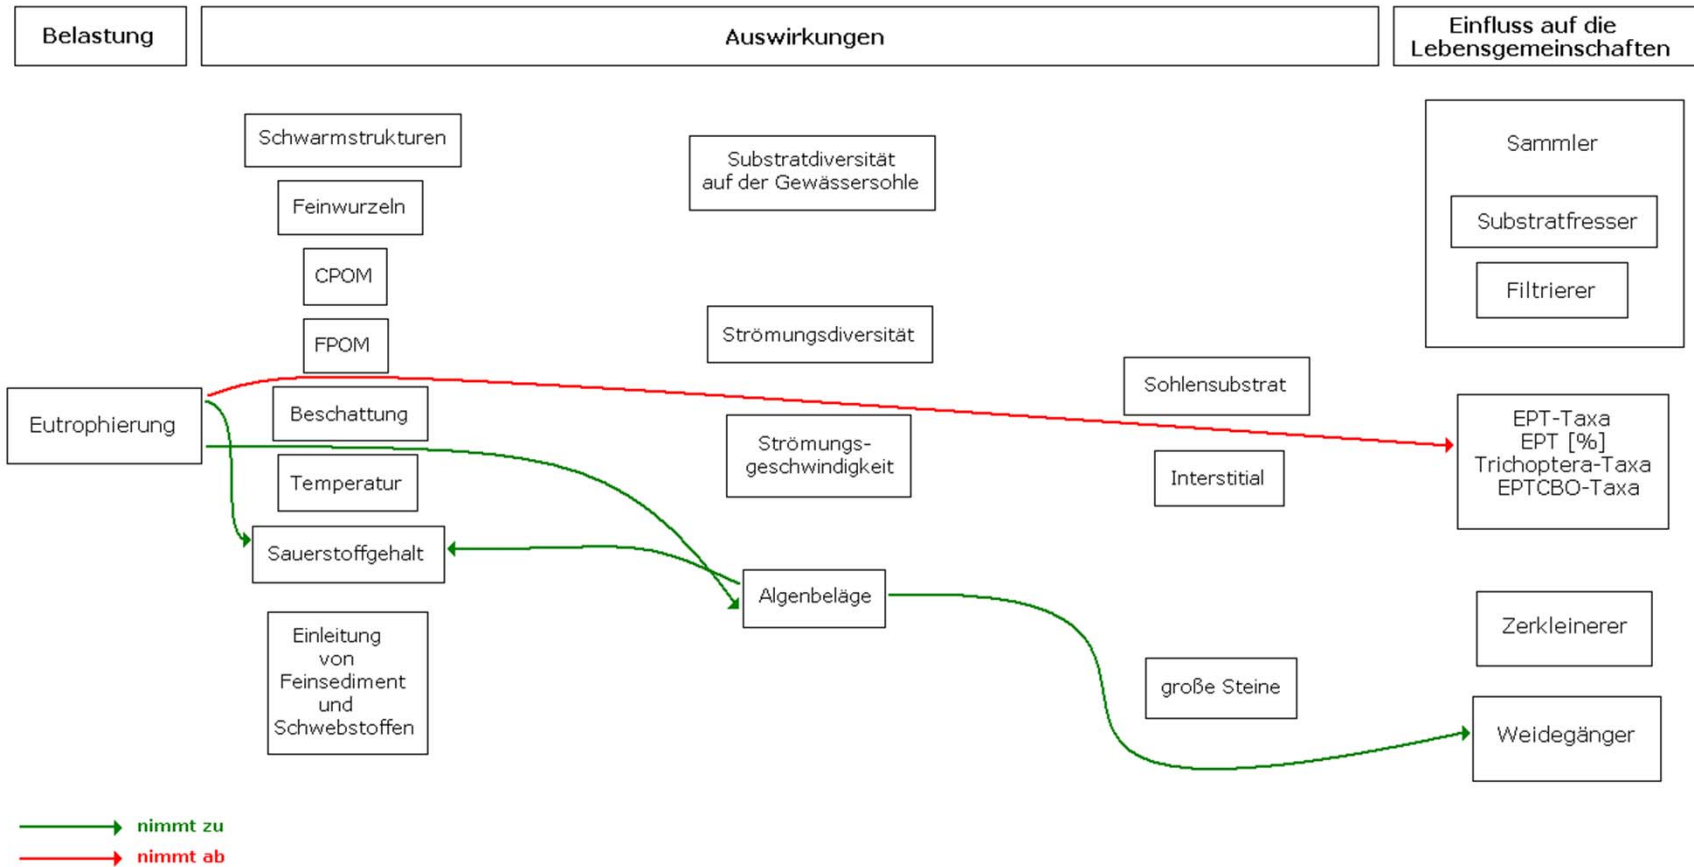 Belastung
Auswirkungen
Einfluss auf die
Lebensgemeinschaften
Schwarmstrukturen
Feinwurzeln
CPOM
FPOM
Eutrophierung
Beschattung
Temperatur
Sauerstoffgehalt
Einleitung
von
Feinsediment
und
Schwebstoffen
Substratdiversität
auf der Gewässersohle
Strömungsdiversität
Strömungs-
geschwindigkeit
Algenbeläge
Sohlensubstrat
Interstitial
große Steine
Sammler
Substratfresser
Filtrierer
EPT-Taxa
EPT [%]
Trichoptera-Taxa
EPTCBO-Taxa
Zerkleinerer
Weidegänger
nimmt zu
nimmt ab